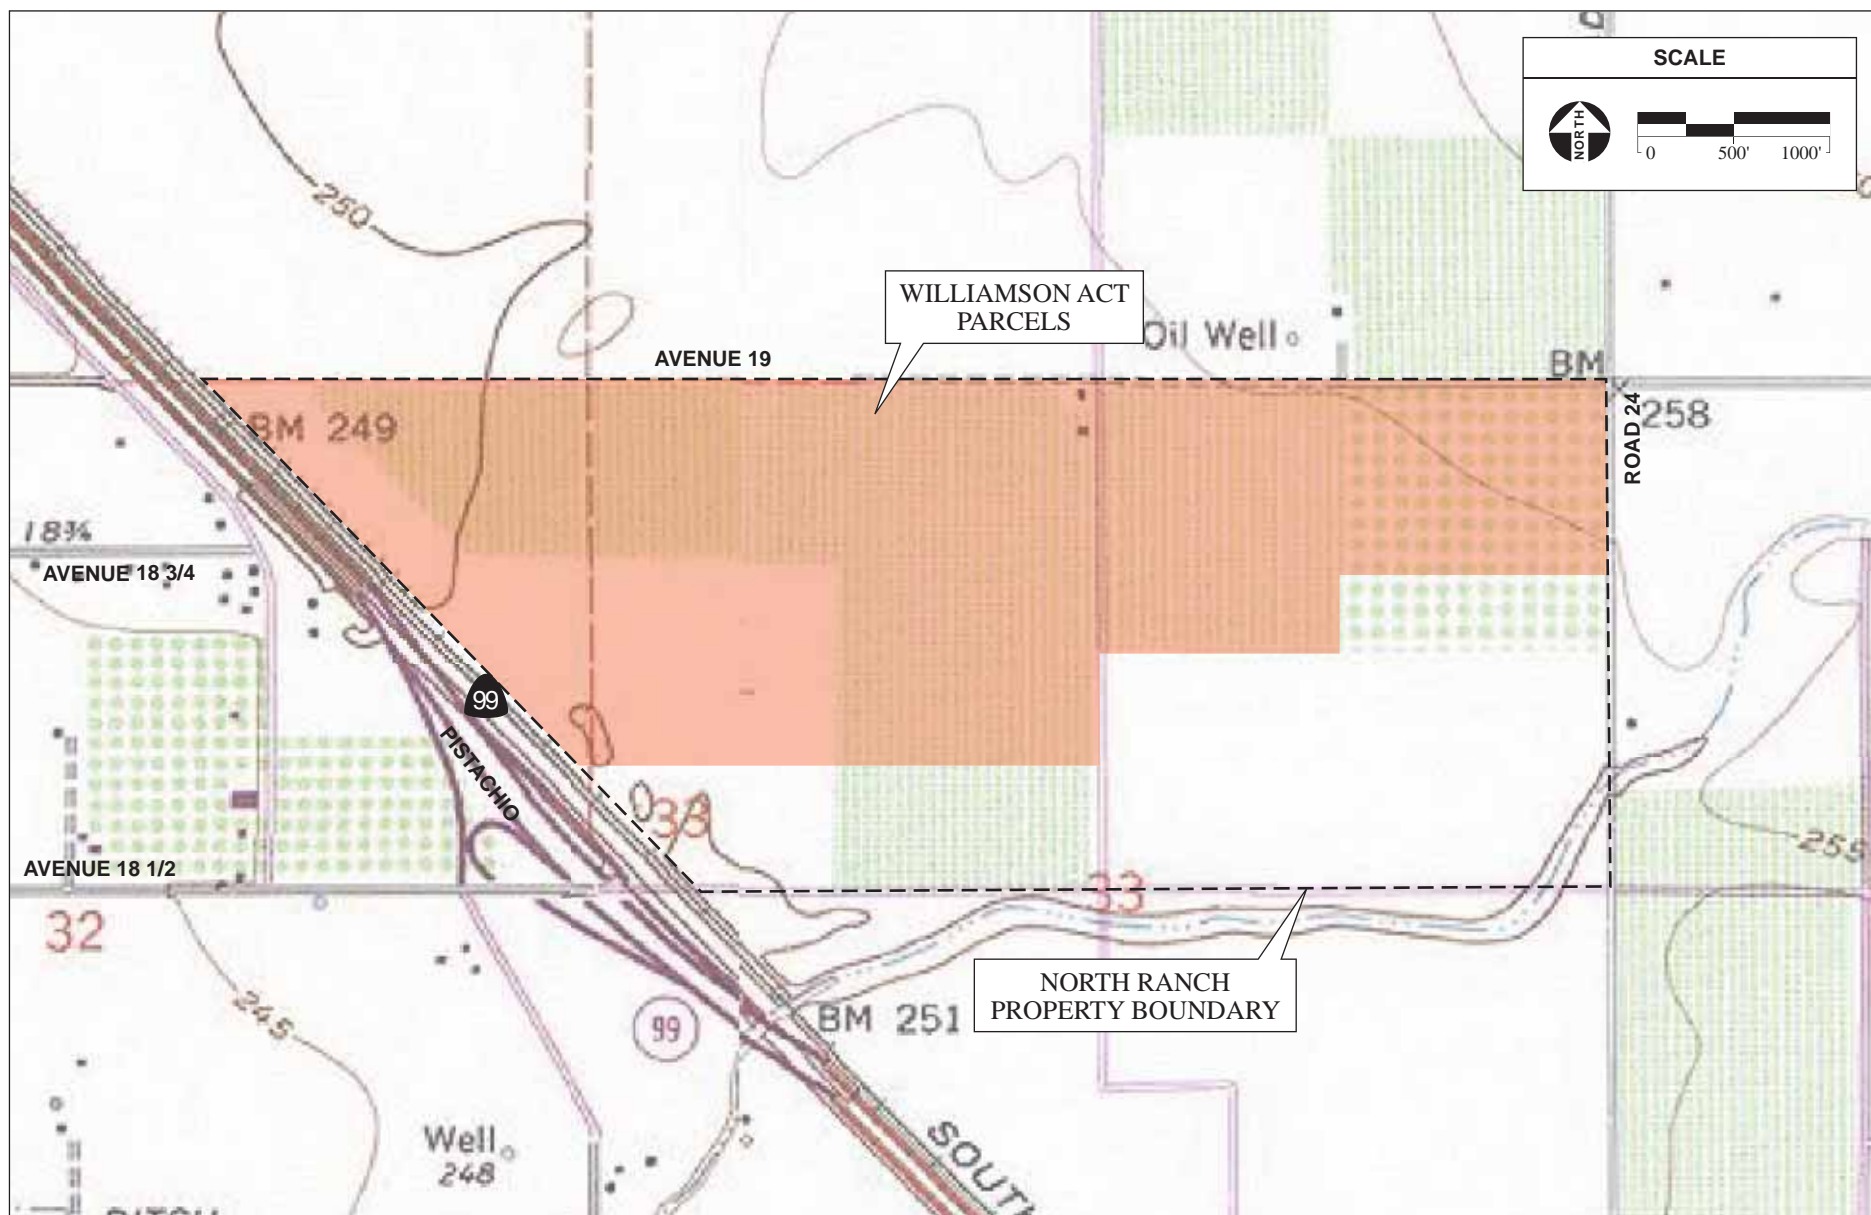 SCALE
NORTH
0 500' 1000'
250
WILLIAMSON ACT
PARCELS
Oil Well
AVENUE 19
BM
258
ROAD 24
BM 249
18¾
AVENUE 18 3/4
99
PISTACHIO
33
255
AVENUE 18 1/2
33
32
NORTH RANCH
PROPERTY BOUNDARY
245
99
BM 251
Well
248